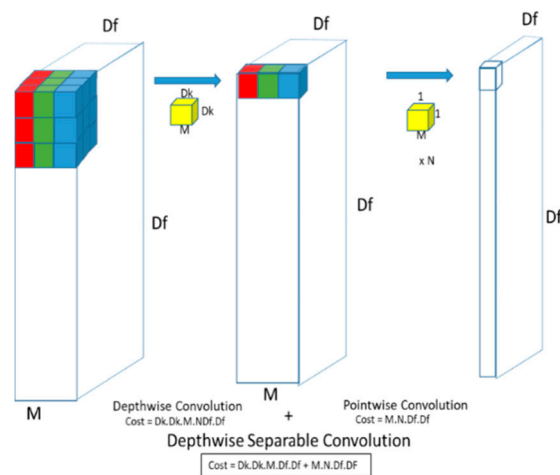 Df
Df
Df
Dk
Dk
M
1
1
M
x N
Df
Df
Df
M
M
Depthwise Convolution
Cost = Dk.Dk.M.NDf.Df
+
Pointwise Convolution
Cost = M.N.Df.Df
Depthwise Separable Convolution
Cost = Dk.Dk.M.Df.Df + M.N.Df.DF